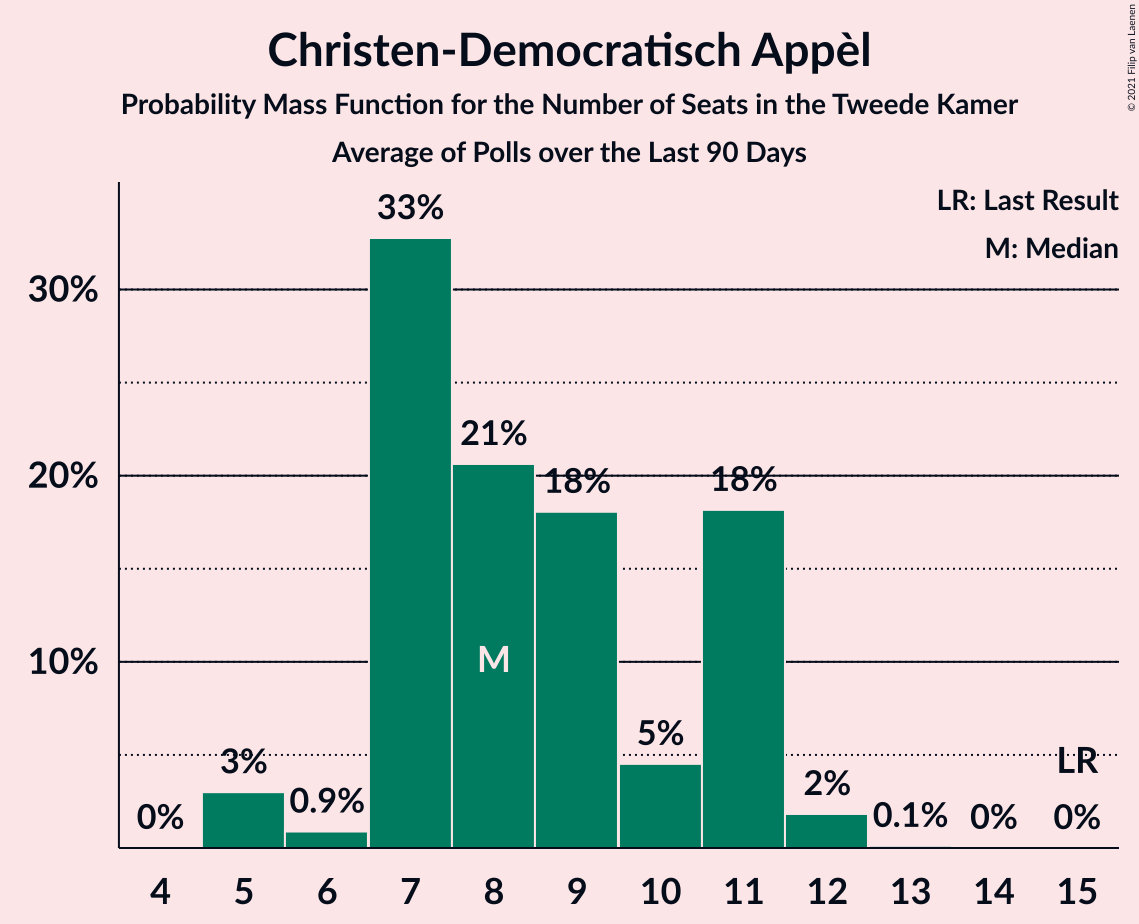 Christen-Democratisch Appèl
Probability Mass Function for the Number of Seats in the Tweede Kamer
Average of Polls over the Last 90 Days
© 2021 Filip van Laenen
LR: Last Result
M: Median
33%
30%
21%
20%
18%
18%
M
10%
5%
3%
LR
2%
0.9%
0.1%
0%
0%
0%
4 5 6 7 8 9 10 11 12 13 14 15